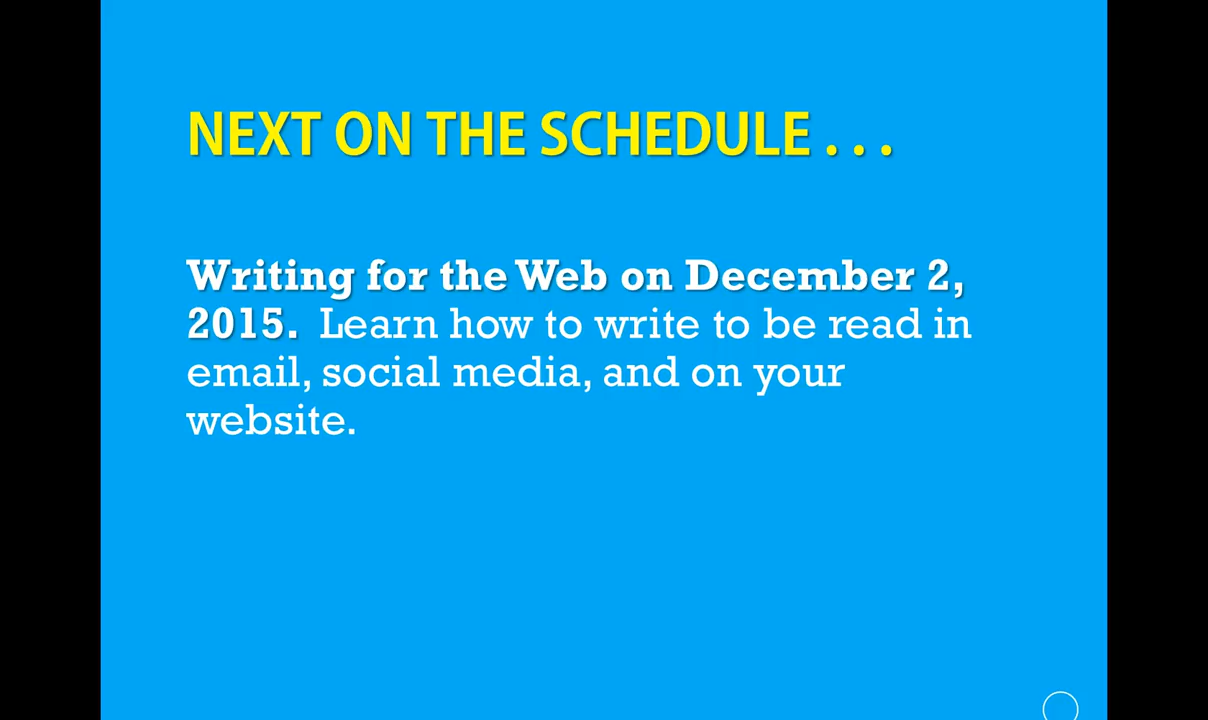 NEXT ON THE SCHEDULE . . .
Writing for the Web on December 2,
2015. Learn how to write to be read in
email, social media, and on your
website.